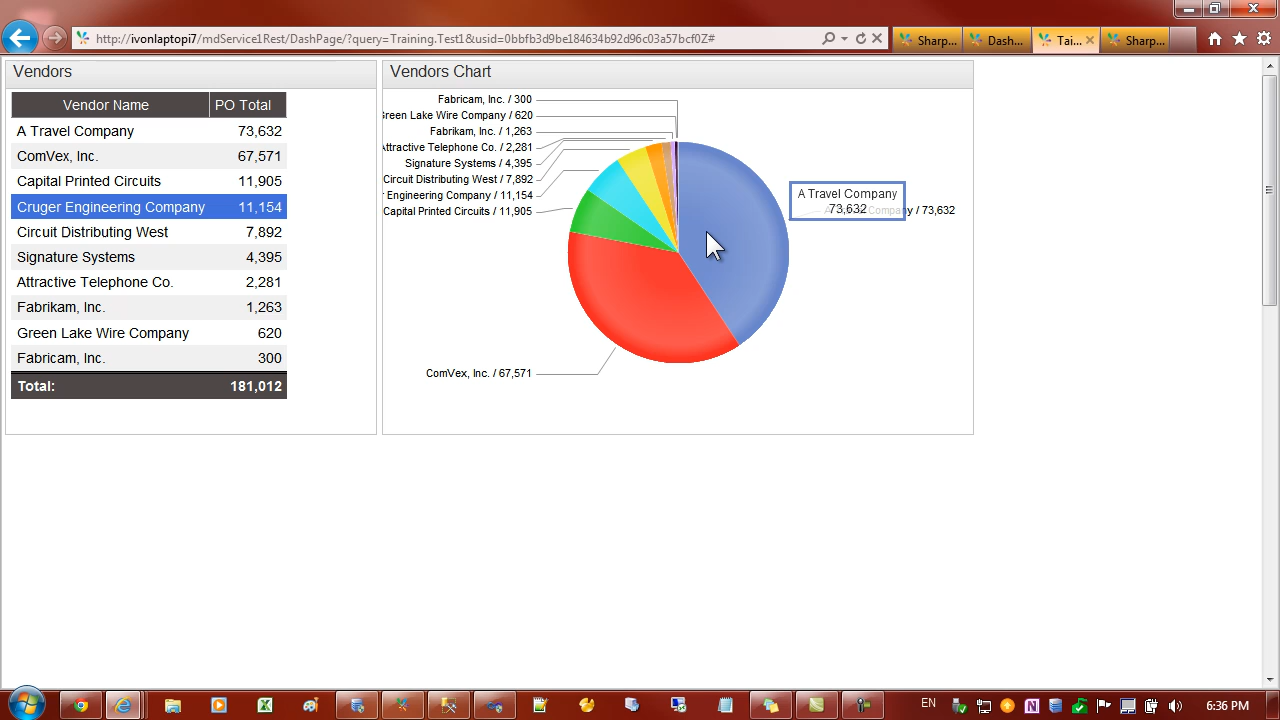 http://ivonlaptopi7/mdService1Rest/DashPage/?query=Training.Test1&usid=0bbfb3d9be184634b92d96c03a57bcf0Z#
Sharp...
Dash...
Tai...
Sharp...
Vendors
Vendor Name PO Total
A Travel Company 73,632
ComVex, Inc. 67,571
Capital Printed Circuits 11,905
Cruger Engineering Company 11,154
Circuit Distributing West 7,892
Signature Systems 4,395
Attractive Telephone Co. 2,281
Fabrikam, Inc. 1,263
Green Lake Wire Company 620
Fabricam, Inc. 300
Total: 181,012
Vendors Chart
Fabricam, Inc. / 300
Green Lake Wire Company / 620
Fabrikam, Inc. / 1,263
Attractive Telephone Co. / 2,281
Signature Systems / 4,395
Circuit Distributing West / 7,892
r Engineering Company / 11,154
Capital Printed Circuits / 11,905
A Travel Company
73,632
Company / 73,632
ComVex, Inc. / 67,571
EN
6:36 PM